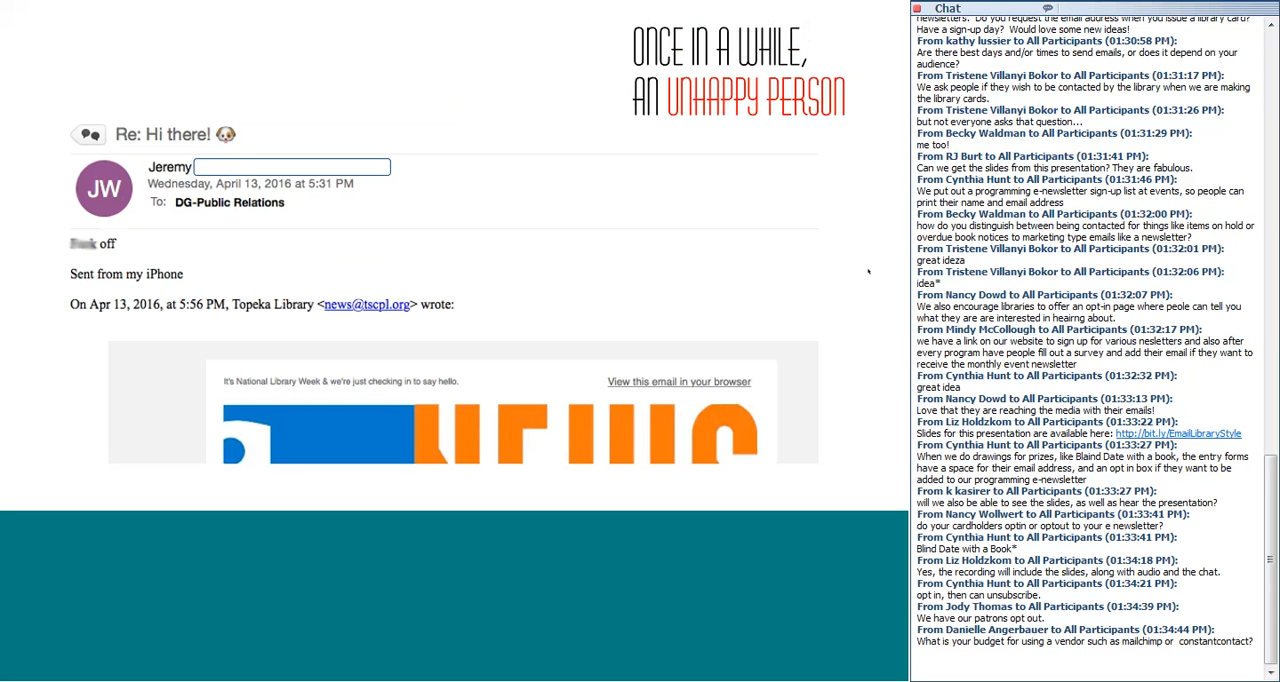 ONCE IN A WHILE,
AN UNHAPPY PERSON
Re: Hi there! 🐶
JW
Jeremy
Wednesday, April 13, 2016 at 5:31 PM
To: DG-Public Relations
off
Sent from my iPhone
On Apr 13, 2016, at 5:56 PM, Topeka Library <news@tscpl.org> wrote:
It's National Library Week & we're just checking in to say hello.
View this email in your browser
Chat
newsletters. Do you request the email address when you issue a library card?
Have a sign-up day? Would love some new ideas!
From kathy lussier to All Participants (01:30:58 PM):
Are there best days and/or times to send emails, or does it depend on your
audience?
From Tristene Villanyi Bokor to All Participants (01:31:17 PM):
We ask people if they wish to be contacted by the library when we are making
the library cards.
From Tristene Villanyi Bokor to All Participants (01:31:26 PM):
but not everyone asks that question...
From Becky Waldman to All Participants (01:31:29 PM):
me too!
From RJ Burt to All Participants (01:31:41 PM):
Can we get the slides from this presentation? They are fabulous.
From Cynthia Hunt to All Participants (01:31:46 PM):
We put out a programming e-newsletter sign-up list at events, so people can
print their name and email address
From Becky Waldman to All Participants (01:32:00 PM):
how do you distinguish between being contacted for things like items on hold or
overdue book notices to marketing type emails like a newsletter?
From Tristene Villanyi Bokor to All Participants (01:32:01 PM):
great ideza
From Tristene Villanyi Bokor to All Participants (01:32:06 PM):
idea*
From Nancy Dowd to All Participants (01:32:07 PM):
We also encourage libraries to offer an opt-in page where peole can tell you
what they are are interested in heairng about.
From Mindy McCollough to All Participants (01:32:17 PM):
we have a link on our website to sign up for various nesletters and also after
every program have people fill out a survey and add their email if they want to
receive the monthly event newsletter
From Cynthia Hunt to All Participants (01:32:32 PM):
great idea
From Nancy Dowd to All Participants (01:33:13 PM):
Love that they are reaching the media with their emails!
From Liz Holdzkom to All Participants (01:33:22 PM):
Slides for this presentation are available here: http://bit.ly/EmailLibraryStyle
From Cynthia Hunt to All Participants (01:33:27 PM):
When we do drawings for prizes, like Blaind Date with a book, the entry forms
have a space for their email address, and an opt in box if they want to be
added to our programming e-newsletter
From k kasirer to All Participants (01:33:27 PM):
will we also be able to see the slides, as well as hear the presentation?
From Nancy Wollwert to All Participants (01:33:41 PM):
do your cardholders optin or optout to your e newsletter?
From Cynthia Hunt to All Participants (01:33:41 PM):
Blind Date with a Book*
From Liz Holdzkom to All Participants (01:34:18 PM):
Yes, the recording will include the slides, along with audio and the chat.
From Cynthia Hunt to All Participants (01:34:21 PM):
opt in, then can unsubscribe.
From Jody Thomas to All Participants (01:34:39 PM):
We have our patrons opt out.
From Danielle Angerbauer to All Participants (01:34:44 PM):
What is your budget for using a vendor such as mailchimp or constantcontact?